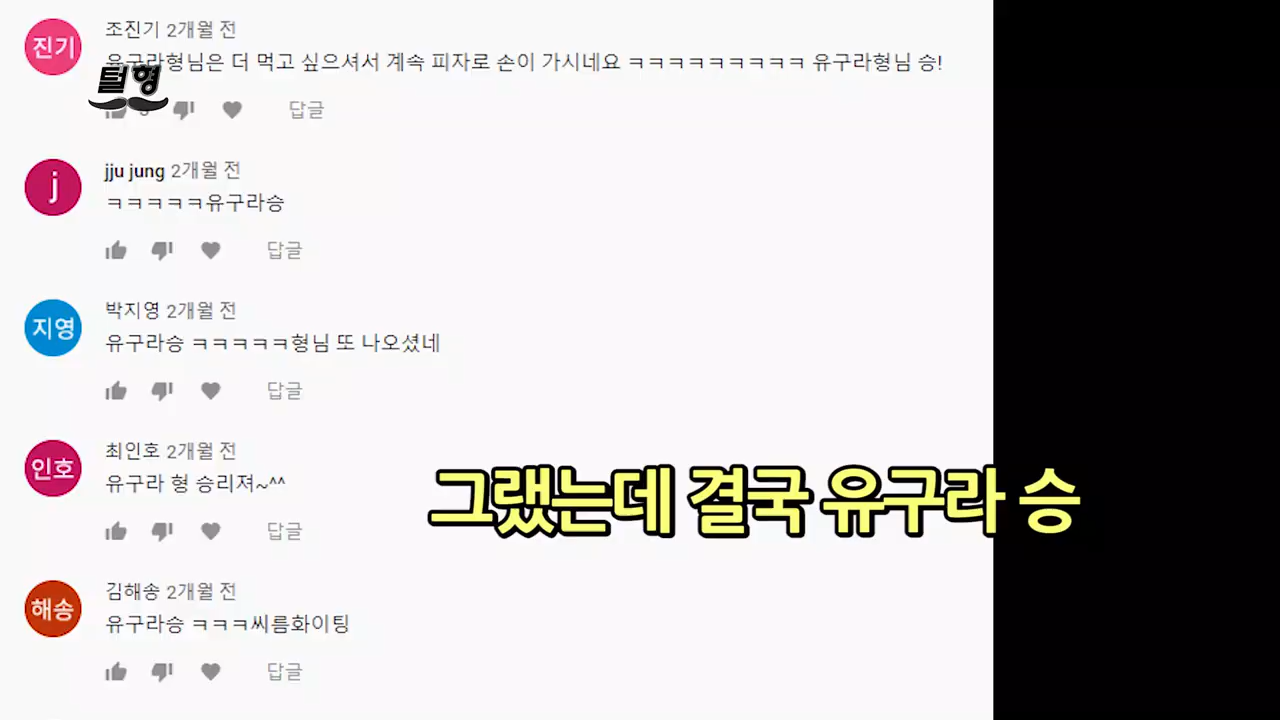 진기
조진기 2개월 전
유구라형님은 더 먹고 싶으셔서 계속 피자로 손이 가시네요 ㅋㅋㅋㅋㅋㅋㅋㅋㅋ 유구라형님 승!
털형
답글
j
jju jung 2개월 전
ㅋㅋㅋㅋㅋ유구라승
답글
지영
박지영 2개월 전
유구라승 ㅋㅋㅋㅋㅋ형님 또 나오셨네
답글
인호
최인호 2개월 전
유구라 형 승리져~^^
답글
그랬는데 결국 유구라 승
해송
김해송 2개월 전
유구라승 ㅋㅋㅋ씨름화이팅
답글